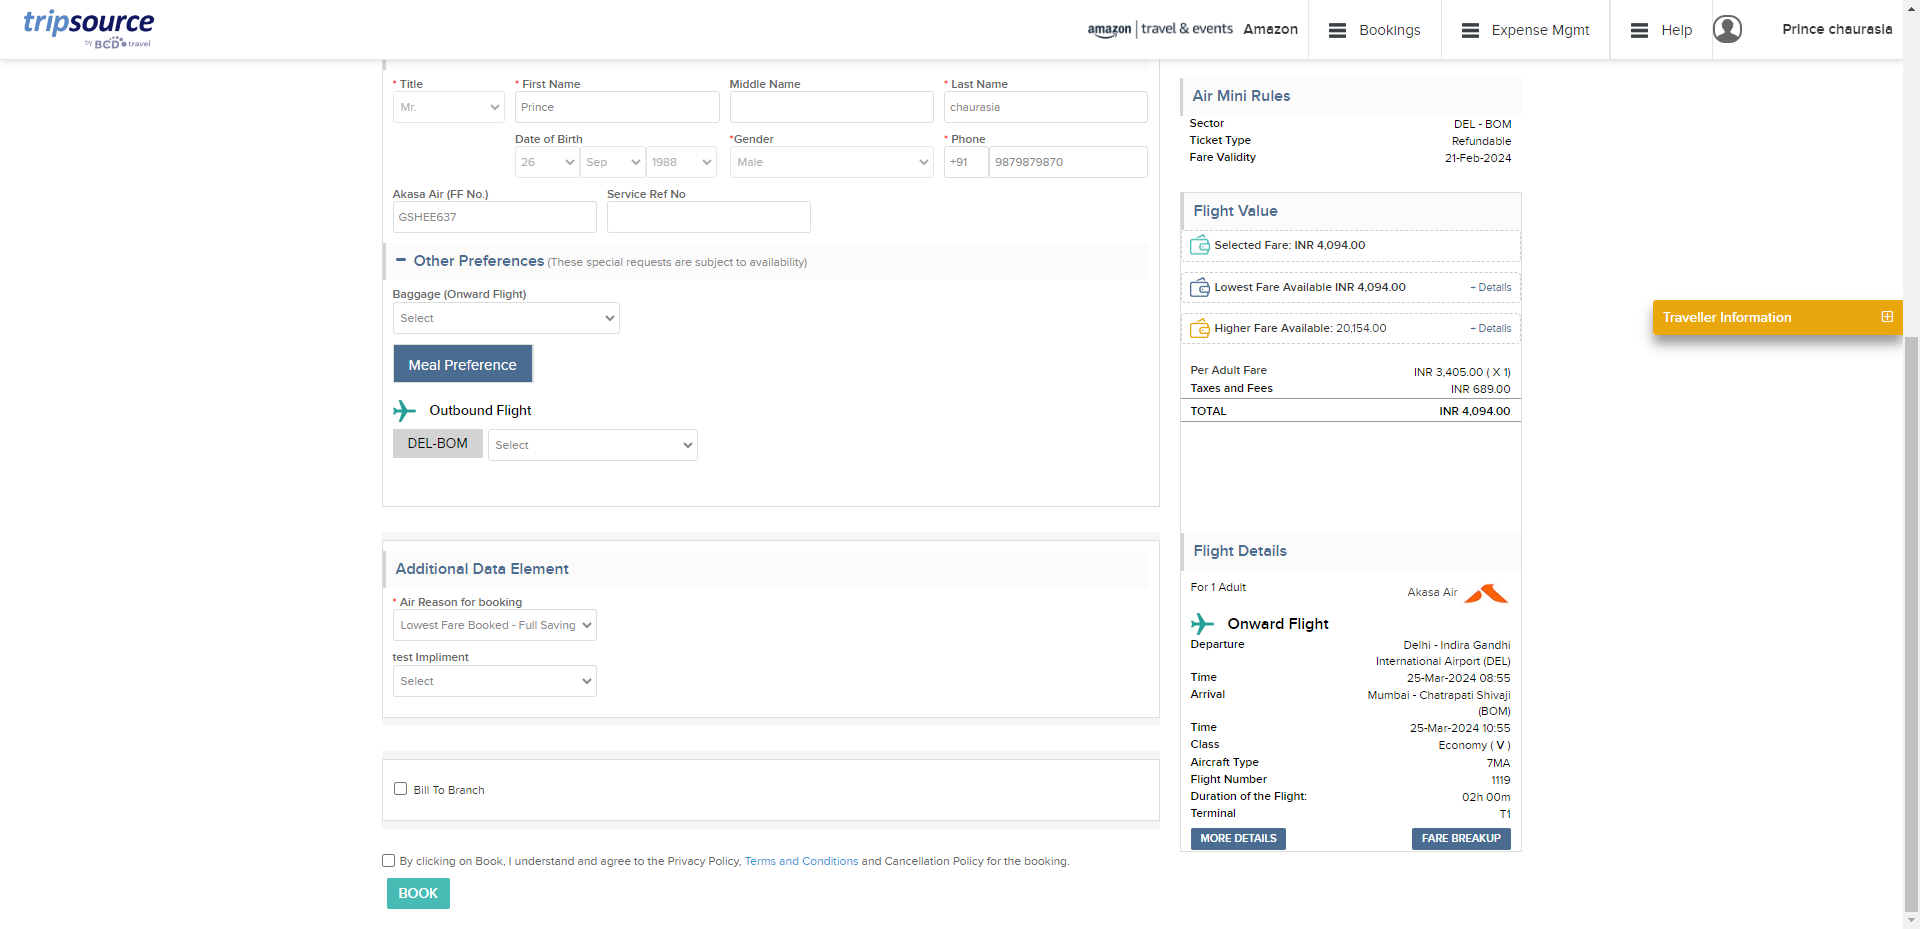 tripsource
by BCD travel
amazon | travel & events Amazon
Bookings
Expense Mgmt
Help
Prince chaurasia
* Title
* First Name
Middle Name
* Last Name
Mr.
Prince
chaurasia
Date of Birth
*Gender
* Phone
26
Sep
1988
Male
+91
9879879870
Akasa Air (FF No.)
Service Ref No
GSHEE637
Other Preferences (These special requests are subject to availability)
Baggage (Onward Flight)
Select
Meal Preference
Outbound Flight
DEL-BOM
Select
Additional Data Element
* Air Reason for booking
Lowest Fare Booked - Full Saving
test Impliment
Select
Bill To Branch
By clicking on Book, I understand and agree to the Privacy Policy, Terms and Conditions and Cancellation Policy for the booking.
BOOK
Air Mini Rules
Sector DEL - BOM
Ticket Type Refundable
Fare Validity 21-Feb-2024
Flight Value
Selected Fare: INR 4,094.00
Lowest Fare Available INR 4,094.00 + Details
Higher Fare Available: 20,154.00 + Details
Per Adult Fare INR 3,405.00 ( X 1)
Taxes and Fees INR 689.00
TOTAL INR 4,094.00
Flight Details
For 1 Adult Akasa Air
Onward Flight
Departure Delhi - Indira Gandhi
International Airport (DEL)
Time 25-Mar-2024 08:55
Arrival Mumbai - Chatrapati Shivaji
(BOM)
Time 25-Mar-2024 10:55
Class Economy ( V )
Aircraft Type 7MA
Flight Number 1119
Duration of the Flight: 02h 00m
Terminal T1
MORE DETAILS FARE BREAKUP
Traveller Information